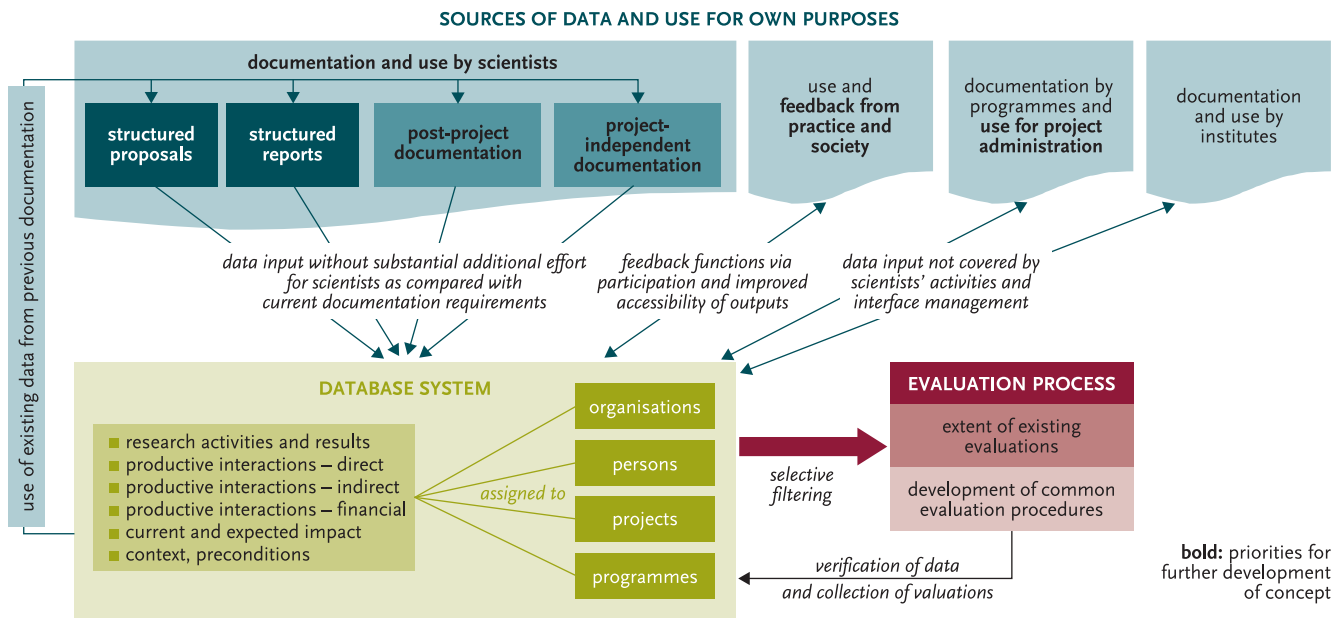 SOURCES OF DATA AND USE FOR OWN PURPOSES
use of existing data from previous documentation
documentation and use by scientists
structured
proposals
structured
reports
post-project
documentation
project-
independent
documentation
use and
feedback from
practice and
society
documentation by
programmes and
use for project
administration
documentation
and use by
institutes
data input without substantial additional effort
for scientists as compared with
current documentation requirements
feedback functions via
participation and improved
accessibility of outputs
data input not covered by
scientists’ activities and
interface management
DATABASE SYSTEM
■ research activities and results
■ productive interactions – direct
■ productive interactions – indirect
■ productive interactions – financial
■ current and expected impact
■ context, preconditions
assigned to
organisations
persons
projects
programmes
selective
filtering
EVALUATION PROCESS
extent of existing
evaluations
development of common
evaluation procedures
verification of data
and collection of valuations
bold: priorities for
further development
of concept